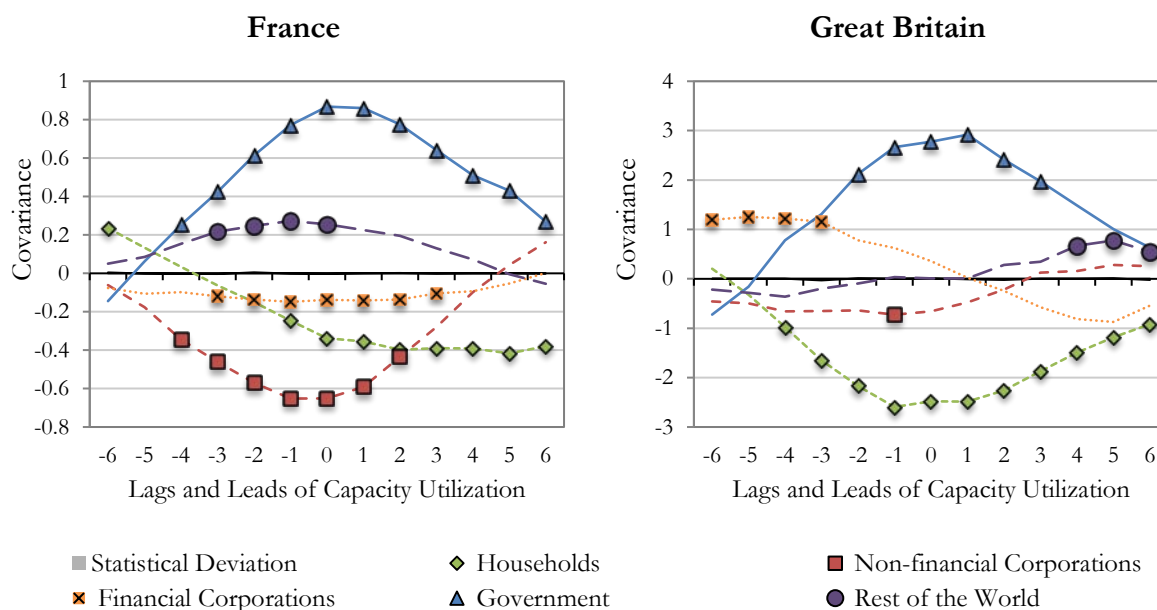 France
Great Britain
1
0.8
0.6
0.4
0.2
0
-0.2
-0.4
-0.6
-0.8
Covariance
-6 -5 -4 -3 -2 -1 0 1 2 3 4 5 6
Lags and Leads of Capacity Utilization
4
3
2
1
0
-1
-2
-3
Covariance
-6 -5 -4 -3 -2 -1 0 1 2 3 4 5 6
Lags and Leads of Capacity Utilization
Statistical Deviation
Households
Non-financial Corporations
Financial Corporations
Government
Rest of the World